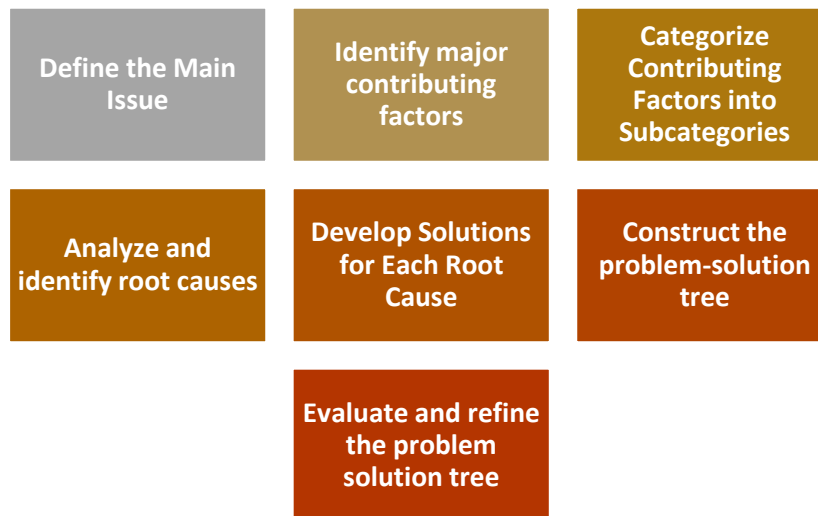 Define the Main
Issue
Identify major
contributing
factors
Categorize
Contributing
Factors into
Subcategories
Analyze and
identify root causes
Develop Solutions
for Each Root
Cause
Construct the
problem-solution
tree
Evaluate and refine
the problem
solution tree